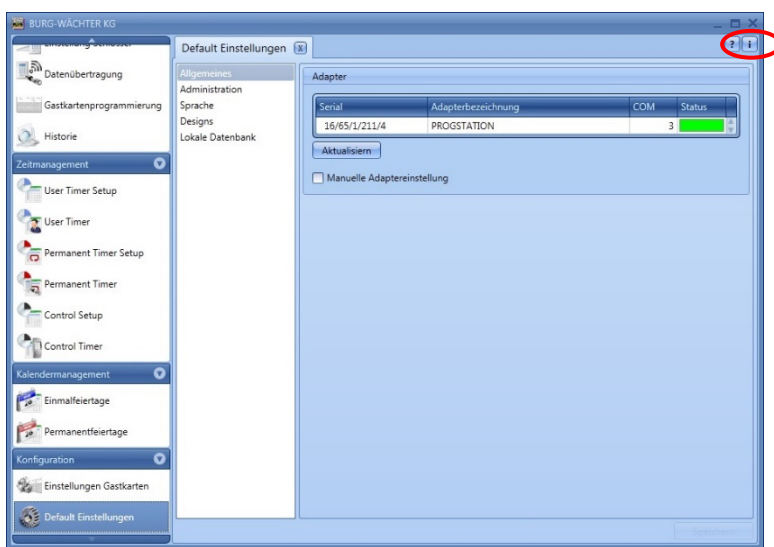 BURG-WÄCHTER KG
Default Einstellungen
? i
Datenübertragung
Gastkartenprogrammierung
Historie
Zeitmanagement
User Timer Setup
User Timer
Permanent Timer Setup
Permanent Timer
Control Setup
Control Timer
Kalendermanagement
Einmalfeiertage
Permanentfeiertage
Konfiguration
Einstellungen Gastkarten
Default Einstellungen
Allgemeines
Administration
Sprache
Designs
Lokale Datenbank
Adapter
Serial Adapterbezeichnung COM Status
16/65/1/211/4 PROGSTATION 3
Aktualisiern
Manuelle Adaptereinstellung